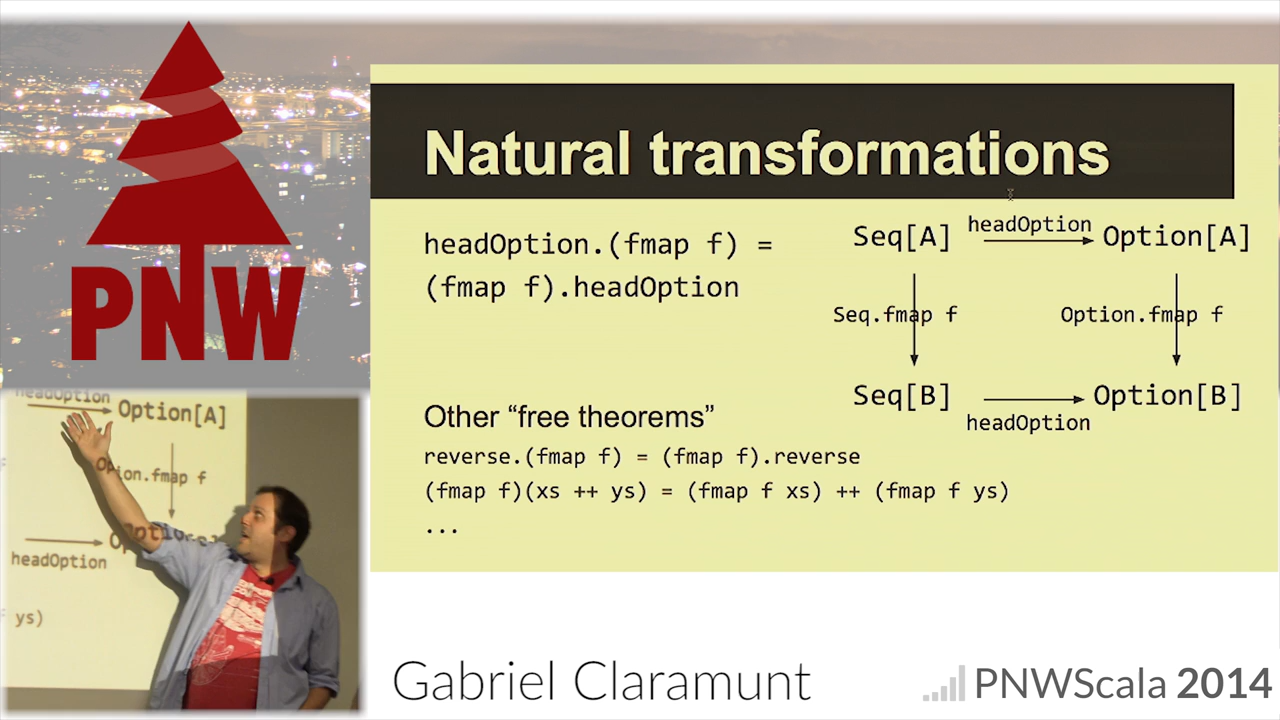 PNW
Natural transformations
headOption.(fmap f) =
(fmap f).headOption
Seq[A]
headOption
Option[A]
Seq.fmap f
Option.fmap f
Seq[B]
headOption
Option[B]
Other “free theorems”
reverse.(fmap f) = (fmap f).reverse
(fmap f)(xs ++ ys) = (fmap f xs) ++ (fmap f ys)
...
headOption
Option[A]
Option.fmap f
headOption
ys)
Gabriel Claramunt
PNWScala 2014